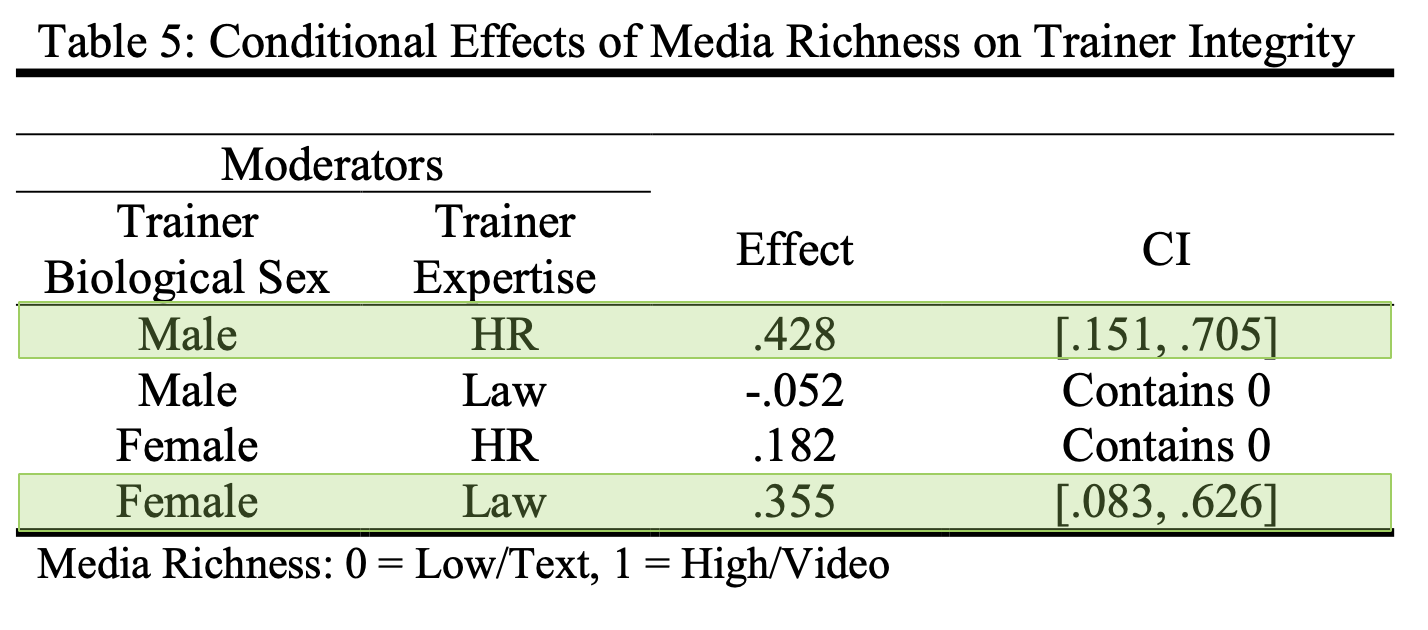 Table 5: Conditional Effects of Media Richness on Trainer Integrity
Moderators
Trainer Biological Sex Trainer Expertise Effect CI
Male HR .428 [.151, .705]
Male Law -.052 Contains 0
Female HR .182 Contains 0
Female Law .355 [.083, .626]
Media Richness: 0 = Low/Text, 1 = High/Video